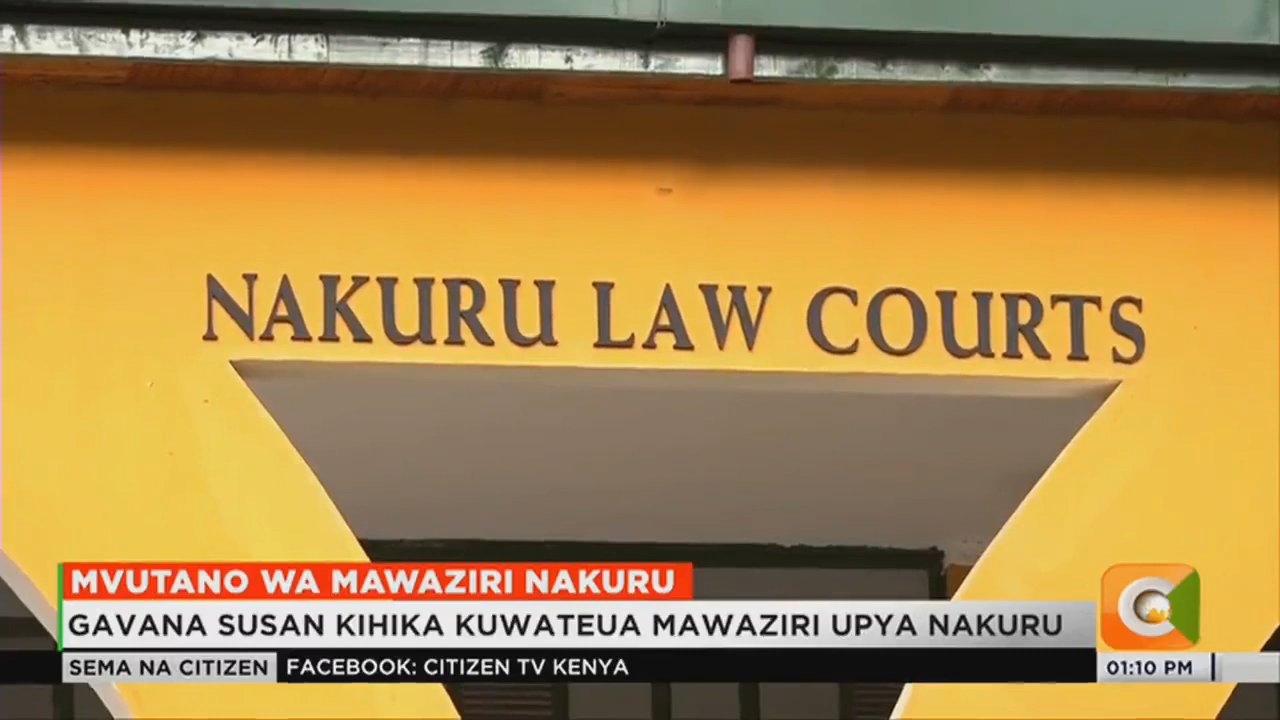 NAKURU LAW COURTS
MVUTANO WA MAWAZIRI NAKURU
GAVANA SUSAN KIHIKA KUWATEUA MAWAZIRI UPYA NAKURU
SEMA NA CITIZEN FACEBOOK: CITIZEN TV KENYA
01:10 PM